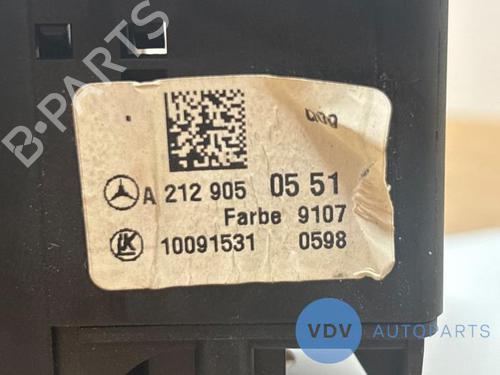 B-PARTS
A 212 905 05 51
Farbe 9107
10091531 0598
VDV AUTOPARTS